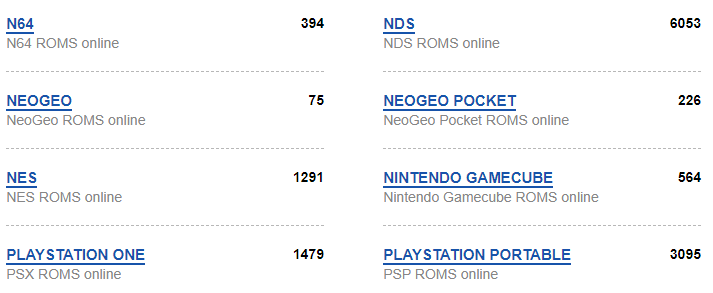 N64 394
N64 ROMS online
NDS 6053
NDS ROMS online
NEOGEO 75
NeoGeo ROMS online
NEOGEO POCKET 226
NeoGeo Pocket ROMS online
NES 1291
NES ROMS online
NINTENDO GAMECUBE 564
Nintendo Gamecube ROMS online
PLAYSTATION ONE 1479
PSX ROMS online
PLAYSTATION PORTABLE 3095
PSP ROMS online